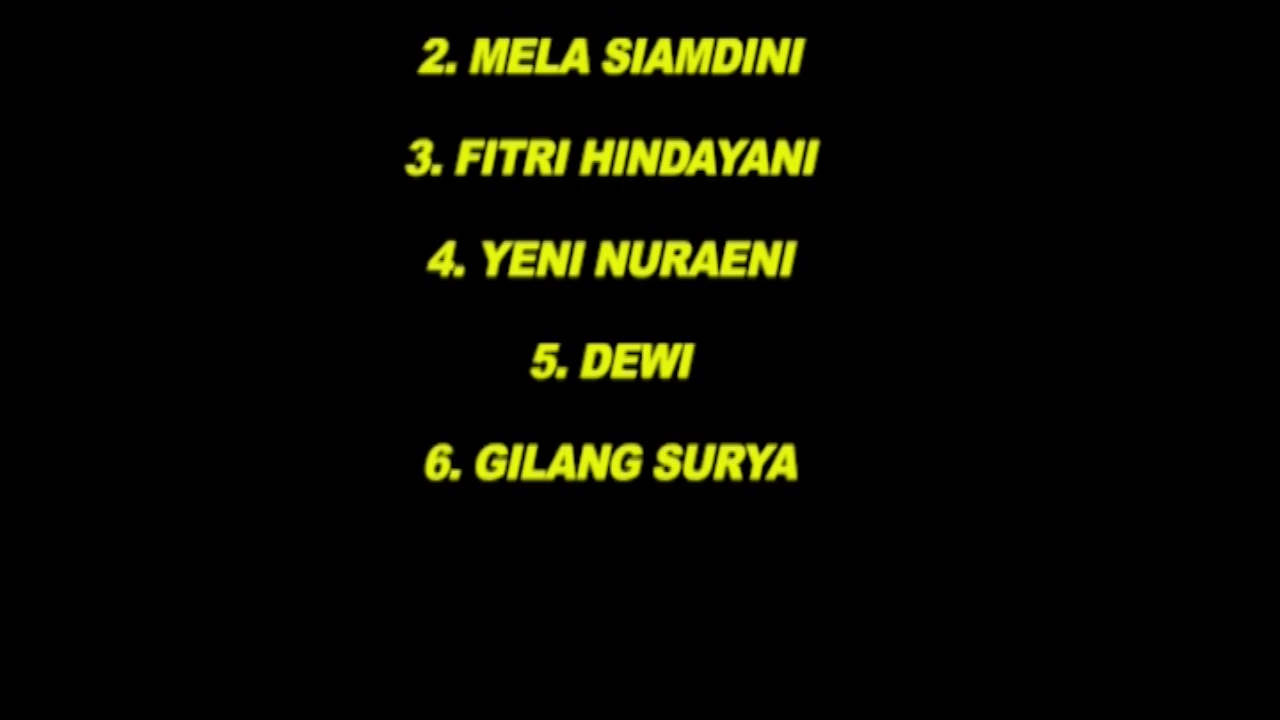 2. MELA SIAMDINI
3. FITRI HINDAYANI
4. YENI NURAENI
5. DEWI
6. GILANG SURYA